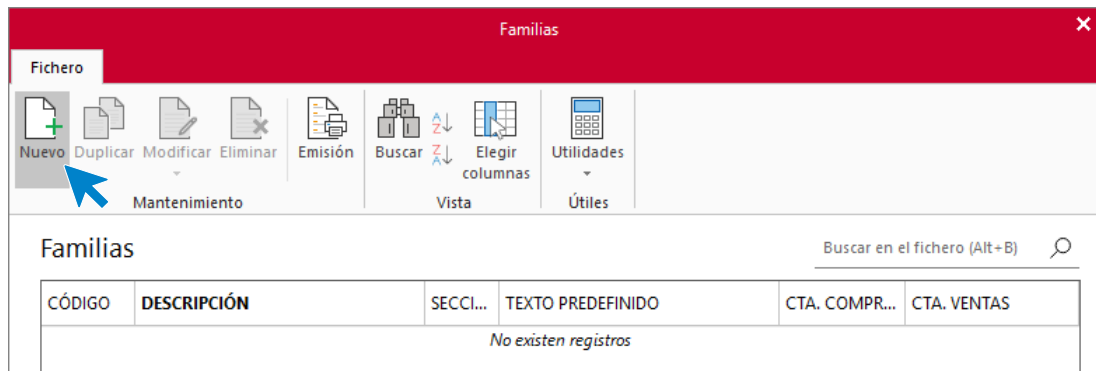 Familias
Fichero
Nuevo Duplicar Modificar Eliminar Emisión Buscar Elegir columnas Utilidades
Mantenimiento Vista Útiles
Familias
Buscar en el fichero (Alt+B)
CÓDIGO DESCRIPCIÓN SECCI... TEXTO PREDEFINIDO CTA. COMPR... CTA. VENTAS
No existen registros